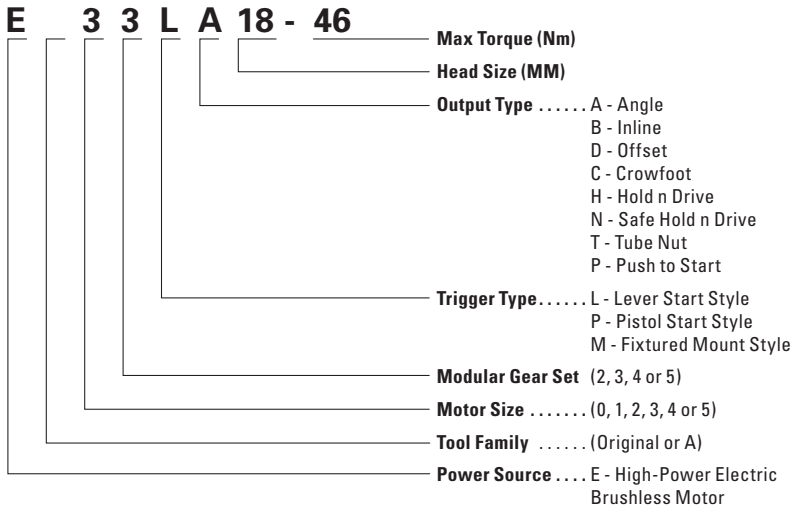 E 3 3 L A 18 - 46
Max Torque (Nm)
Head Size (MM)
Output Type . . . . . . A - Angle
B - Inline
D - Offset
C - Crowfoot
H - Hold n Drive
N - Safe Hold n Drive
T - Tube Nut
P - Push to Start
Trigger Type . . . . . . L - Lever Start Style
P - Pistol Start Style
M - Fixtured Mount Style
Modular Gear Set (2, 3, 4 or 5)
Motor Size . . . . . . . (0, 1, 2, 3, 4 or 5)
Tool Family . . . . . . (Original or A)
Power Source . . . . E - High-Power Electric
Brushless Motor